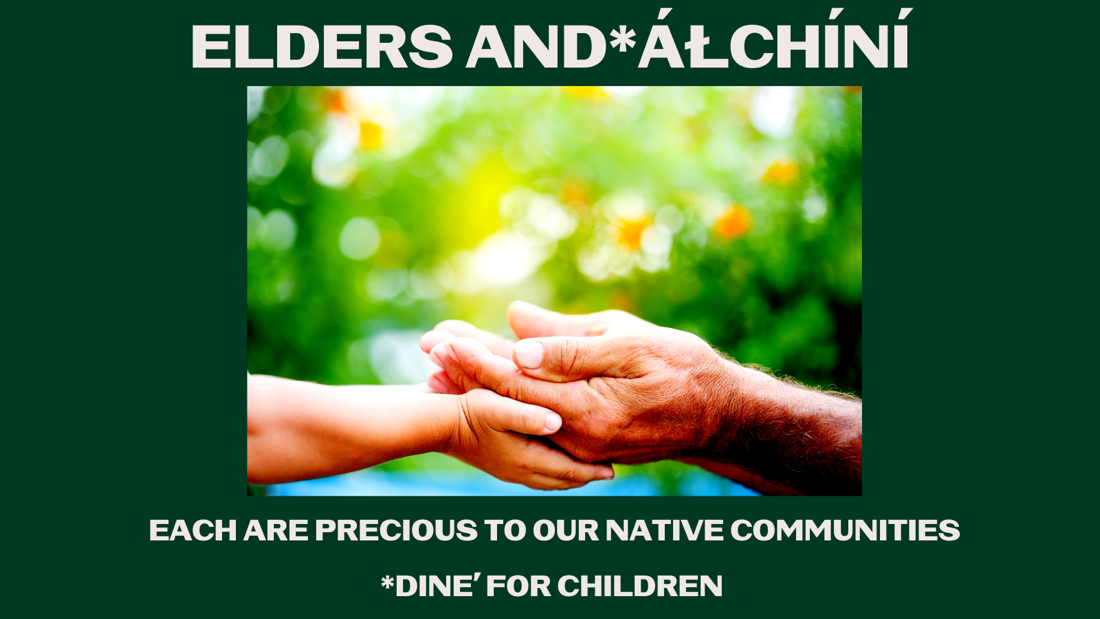 ELDERS AND*ÁŁCHÍNÍ
EACH ARE PRECIOUS TO OUR NATIVE COMMUNITIES
*DINE´ FOR CHILDREN